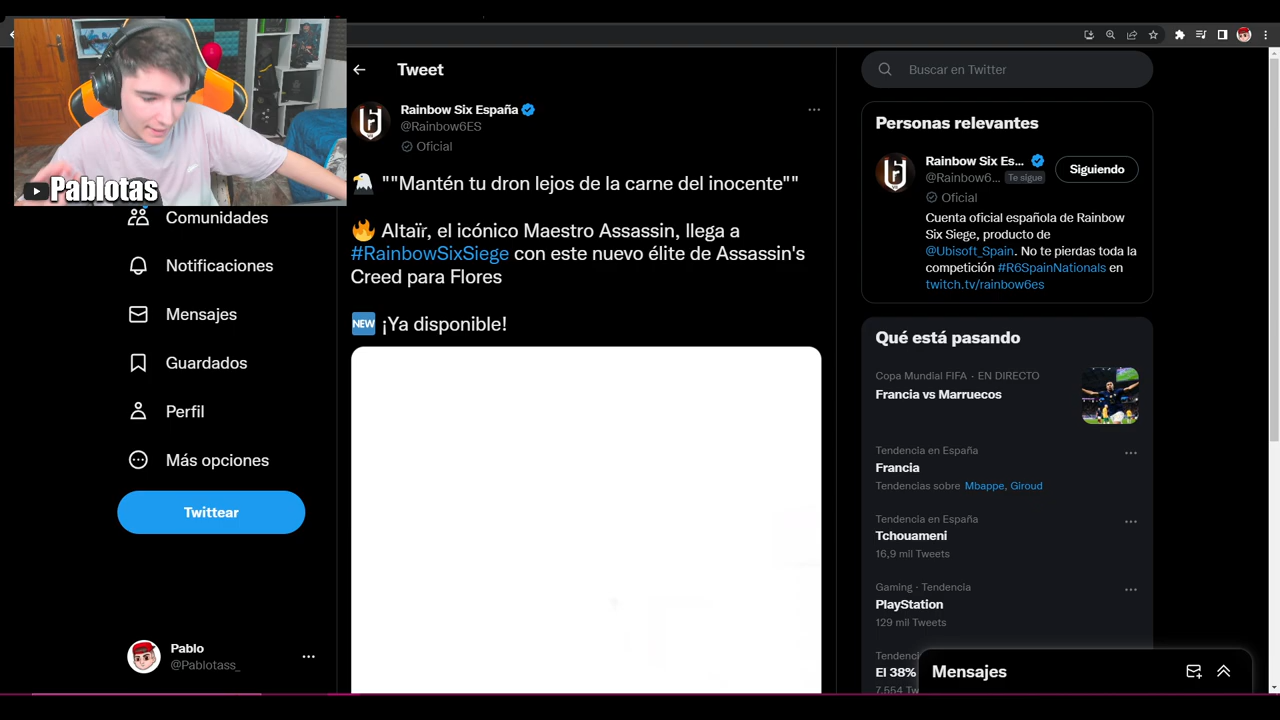 Pablotas
Comunidades
Notificaciones
Mensajes
Guardados
Perfil
Más opciones
Twittear
Pablo
@Pablotass_
Tweet
Rainbow Six España
@Rainbow6ES
Oficial
""Mantén tu dron lejos de la carne del inocente""
Altaïr, el icónico Maestro Assassin, llega a
#RainbowSixSiege con este nuevo élite de Assassin's
Creed para Flores
NEW ¡Ya disponible!
Buscar en Twitter
Personas relevantes
Rainbow Six Es...
@Rainbow6... Te sigue
Oficial
Siguiendo
Cuenta oficial española de Rainbow
Six Siege, producto de
@Ubisoft_Spain. No te pierdas toda la
competición #R6SpainNationals en
twitch.tv/rainbow6es
Qué está pasando
Copa Mundial FIFA · EN DIRECTO
Francia vs Marruecos
Tendencia en España
Francia
Tendencias sobre Mbappe, Giroud
Tendencia en España
Tchouameni
16,9 mil Tweets
Gaming · Tendencia
PlayStation
129 mil Tweets
Tendenc
El 38%
7.554 Tw
Mensajes